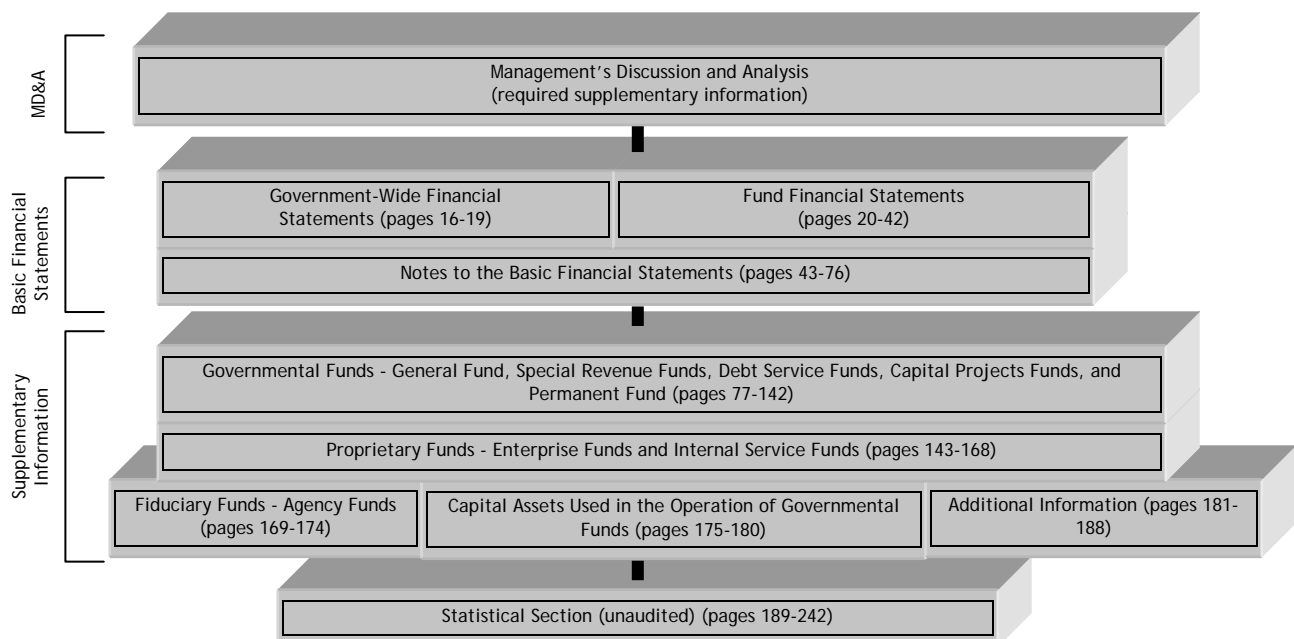 MD&A
Management's Discussion and Analysis
(required supplementary information)
Basic Financial
Statements
Government-Wide Financial
Statements (pages 16-19)
Fund Financial Statements
(pages 20-42)
Notes to the Basic Financial Statements (pages 43-76)
Supplementary
Information
Governmental Funds - General Fund, Special Revenue Funds, Debt Service Funds, Capital Projects Funds, and
Permanent Fund (pages 77-142)
Proprietary Funds - Enterprise Funds and Internal Service Funds (pages 143-168)
Fiduciary Funds - Agency Funds
(pages 169-174)
Capital Assets Used in the Operation of Governmental
Funds (pages 175-180)
Additional Information (pages 181-
188)
Statistical Section (unaudited) (pages 189-242)